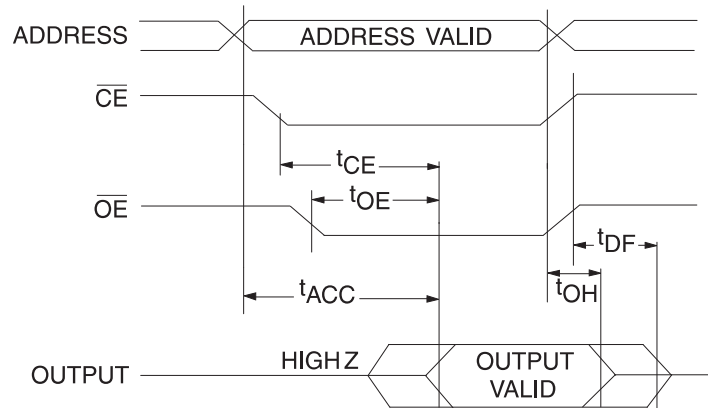 ADDRESS
ADDRESS VALID
CE
tCE
tOE
OE
tDF
tACC
tOH
HIGH Z
OUTPUT
OUTPUT
VALID